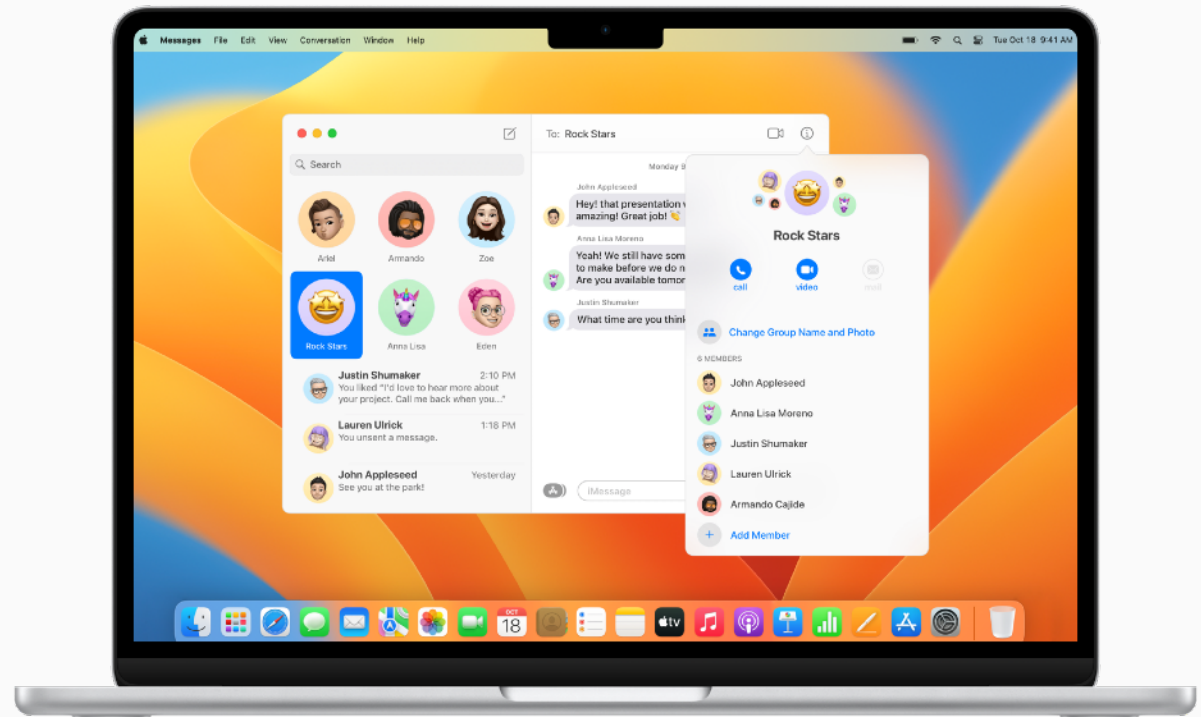 Messages File Edit View Conversation Window Help
Tue Oct 18 9:41 AM
Search
Ariel
Armando
Zoe
Rock Stars
Anna Lisa
Eden
Justin Shumaker 2:10 PM
You liked “I'd love to hear more about
your project. Call me back when you...”
Lauren Ulrick 1:18 PM
You unsent a message.
John Appleseed Yesterday
See you at the park!
To: Rock Stars
Monday
John Appleseed
Hey! that presentation
amazing! Great job!
Anna Lisa Moreno
Yeah! We still have som
to make before we do n
Are you available tomor
Justin Shumaker
What time are you think
iMessage
Rock Stars
call
video
mail
Change Group Name and Photo
6 MEMBERS
John Appleseed
Anna Lisa Moreno
Justin Shumaker
Lauren Ulrick
Armando Cajide
Add Member
OCT
18
tv